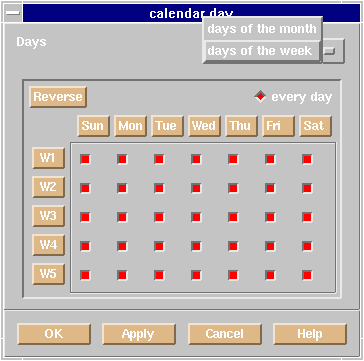 calendar day
days of the month
Days
days of the week
Reverse
every day
Sun Mon Tue Wed Thu Fri Sat
W1
W2
W3
W4
W5
OK Apply Cancel Help